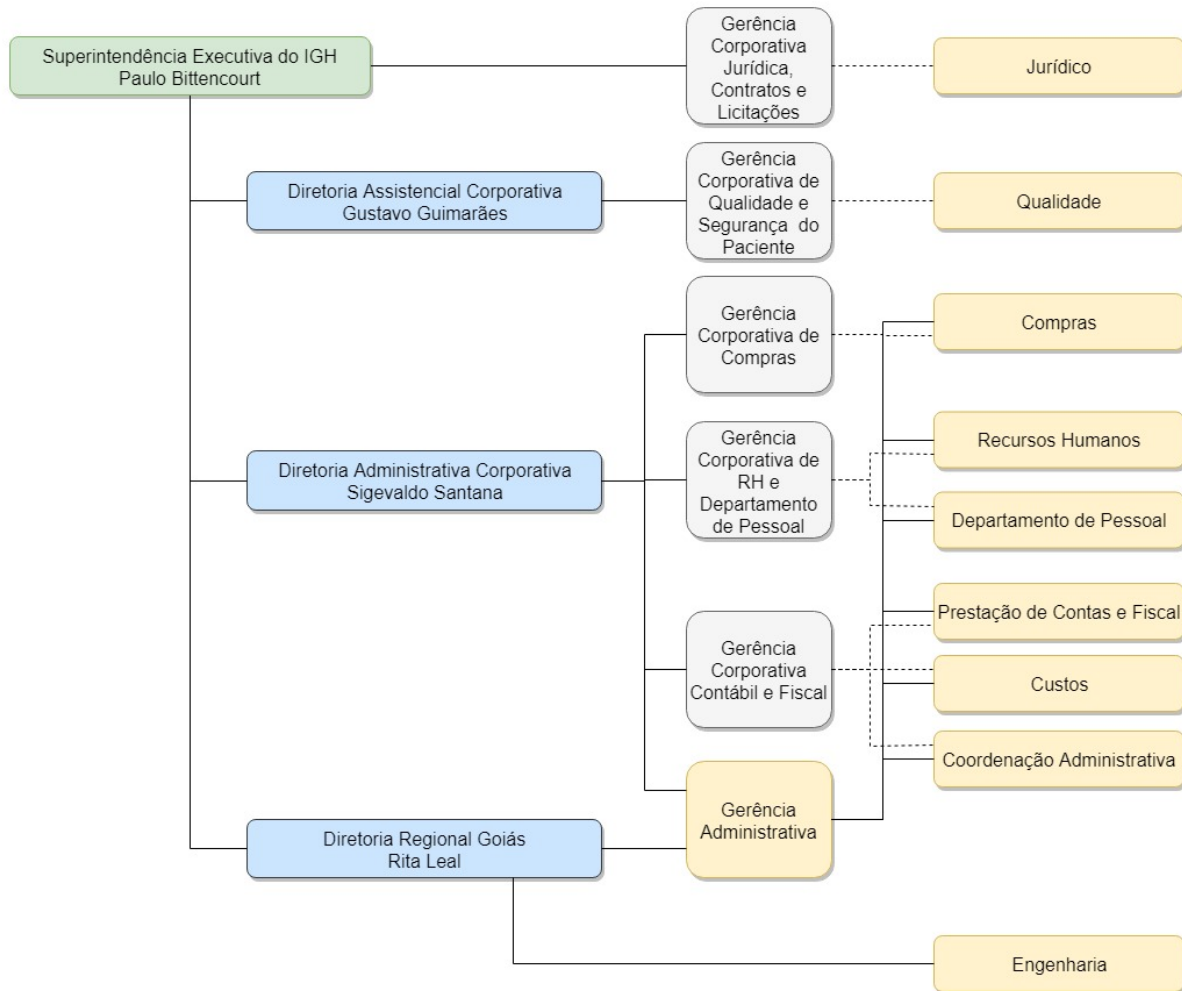 Superintendência Executiva do IGH
Paulo Bittencourt
Gerência
Corporativa
Jurídica,
Contratos e
Licitações
Jurídico
Diretoria Assistencial Corporativa
Gustavo Guimarães
Gerência
Corporativa de
Qualidade e
Segurança do
Paciente
Qualidade
Gerência
Corporativa de
Compras
Compras
Diretoria Administrativa Corporativa
Sigevaldo Santana
Gerência
Corporativa de
RH e
Departamento
de Pessoal
Recursos Humanos
Departamento de Pessoal
Gerência
Corporativa
Contábil e Fiscal
Prestação de Contas e Fiscal
Custos
Coordenação Administrativa
Diretoria Regional Goiás
Rita Leal
Gerência
Administrativa
Engenharia